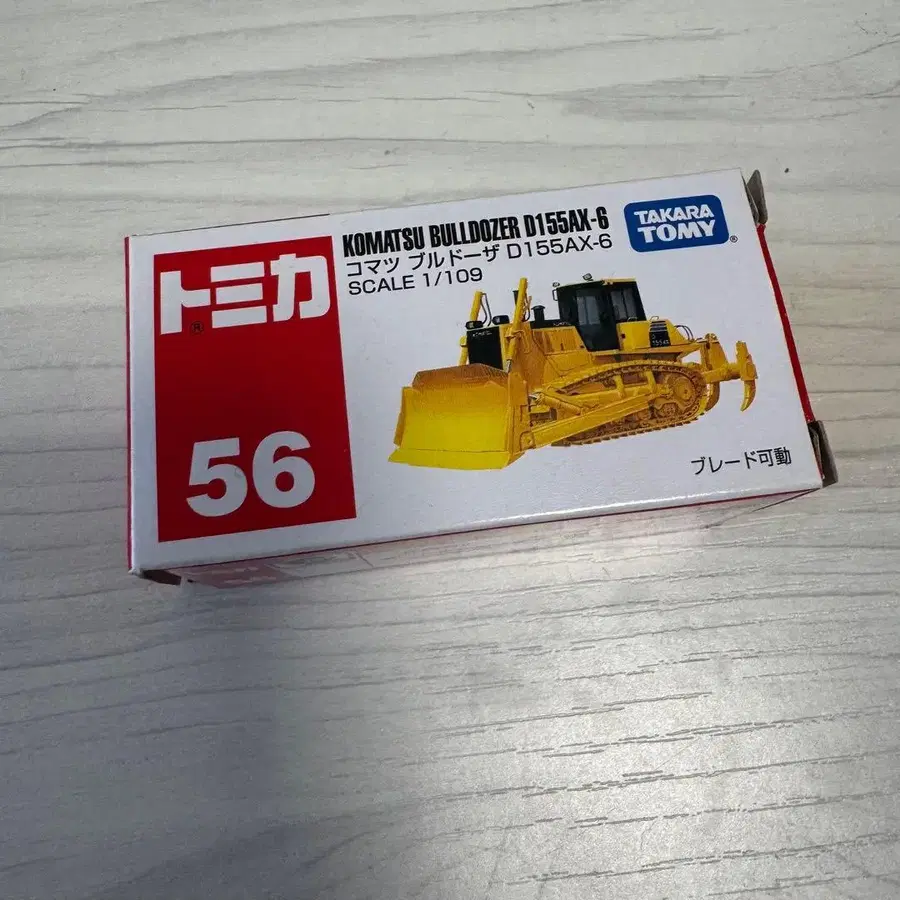 トミカ
®
56
KOMATSU BULLDOZER D155AX-6
コマツ ブルドーザ D155AX-6
SCALE 1/109
TAKARA
TOMY
®
ブレード可動